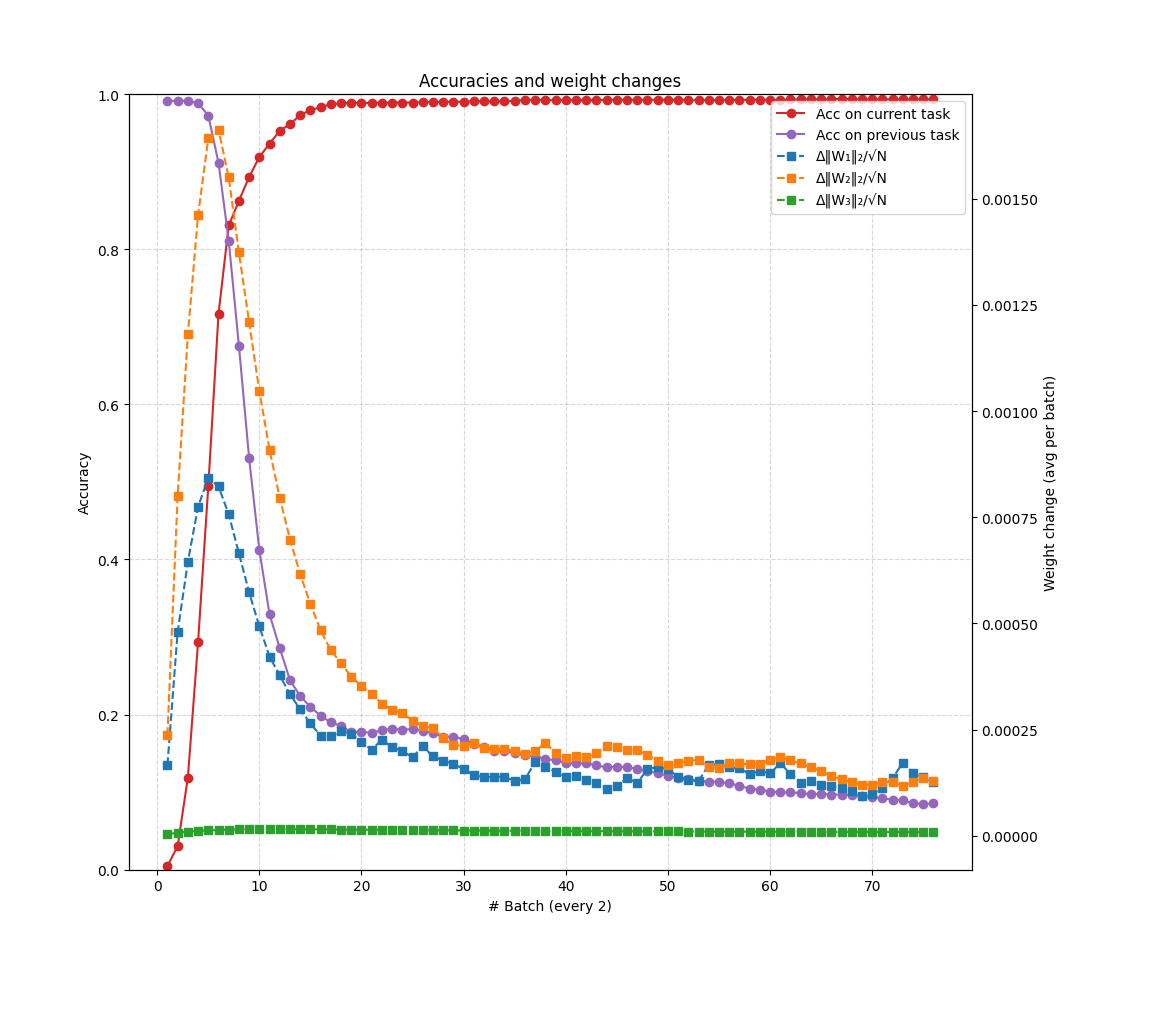 Accuracies and weight changes
1.0
0.8
0.6
0.4
0.2
0.0
Accuracy
Acc on current task
Acc on previous task
Δ‖W₁‖₂/√N
Δ‖W₂‖₂/√N
Δ‖W₃‖₂/√N
0.00150
0.00125
0.00100
0.00075
0.00050
0.00025
0.00000
Weight change (avg per batch)
0 10 20 30 40 50 60 70
# Batch (every 2)